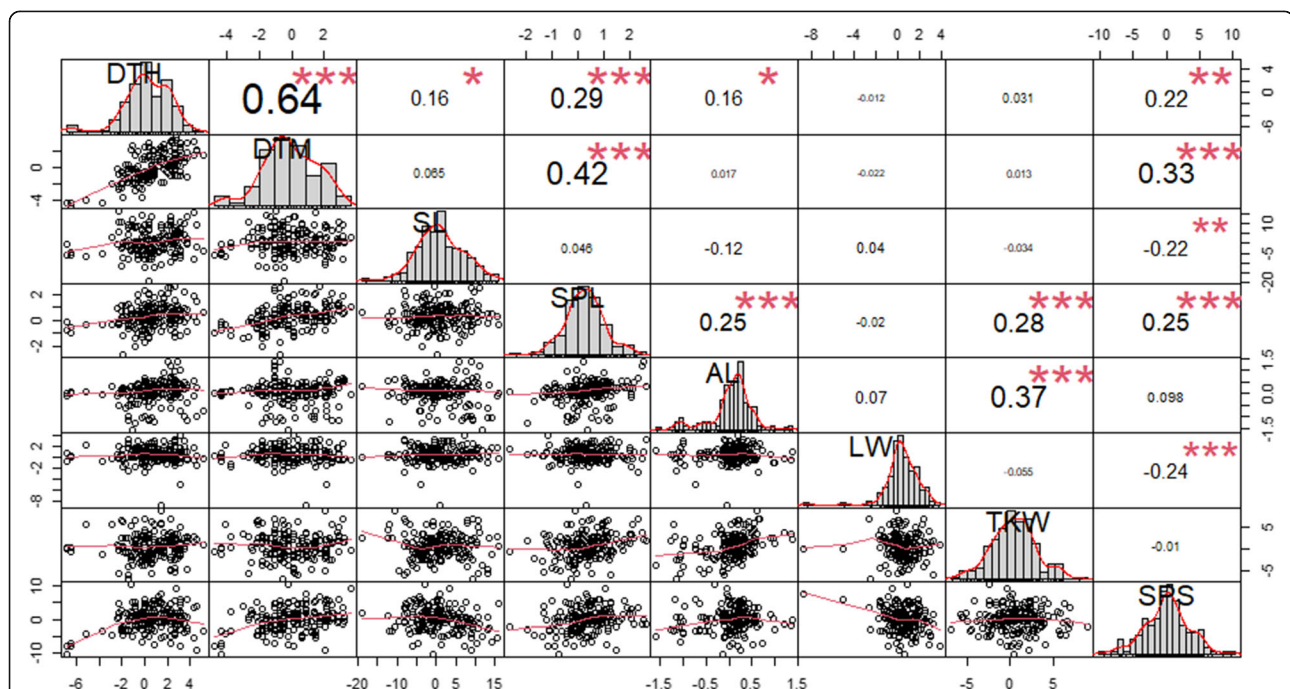 -4 -2 0 2
-2 -1 0 1 2
-8 -4 0 2 4
-10 -5 0 5 10
DTH 0.64 *** 0.16 * 0.29 *** 0.16 * -0.012 0.031 0.22 ** -6 0 2 4
0 -4 DTM 0.065 0.42 *** 0.017 -0.022 0.013 0.33 ***
SL 0.046 -0.12 0.04 -0.034 -0.22 ** -20 -5 5 10
2 0 -2 SPL 0.25 *** -0.02 0.28 *** 0.25 ***
AL 0.07 0.37 *** 0.098 0.0 1.5
2 -2 -8 LW -0.055 -0.24 ***
TKW -0.01 -5 0 5
10 0 -10 SPS
-6 -2 0 2 4
-20 -10 0 5 15
-1.5 -0.5 0.5 1.5
-5 0 5